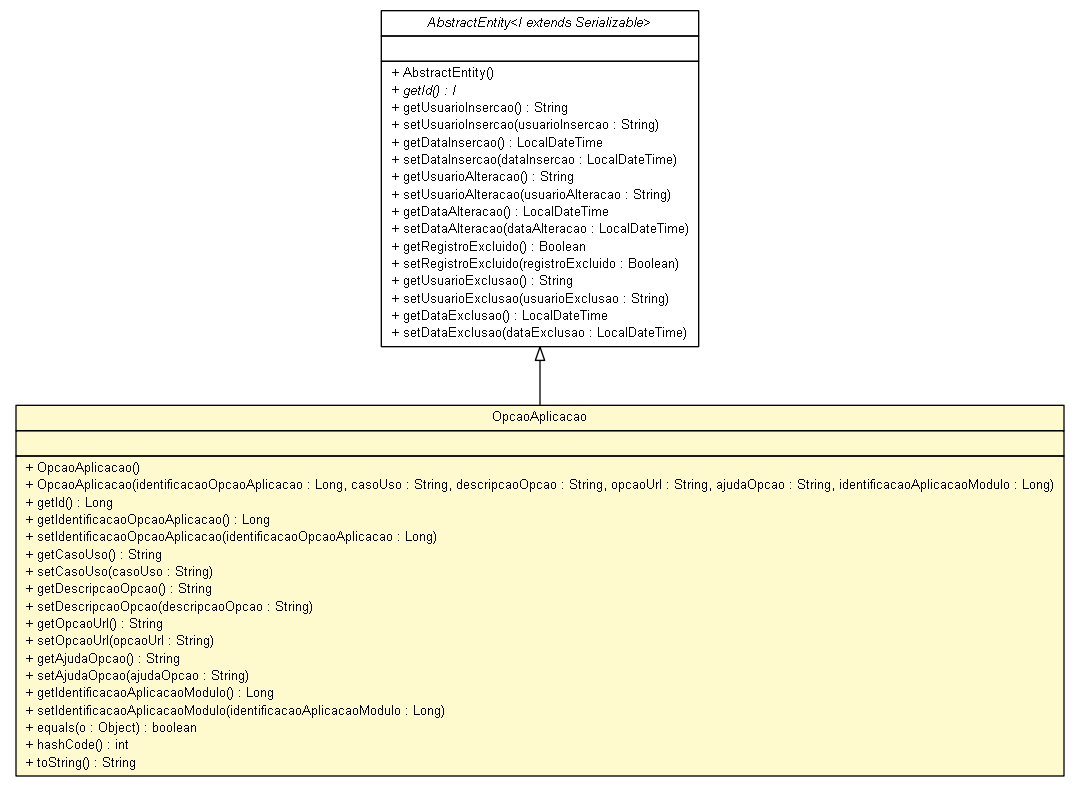 AbstractEntity<I extends Serializable>
+ AbstractEntity()
+ getId() : I
+ getUsuarioInsercao() : String
+ setUsuarioInsercao(usuarioInsercao : String)
+ getDataInsercao() : LocalDateTime
+ setDataInsercao(dataInsercao : LocalDateTime)
+ getUsuarioAlteracao() : String
+ setUsuarioAlteracao(usuarioAlteracao : String)
+ getDataAlteracao() : LocalDateTime
+ setDataAlteracao(dataAlteracao : LocalDateTime)
+ getRegistroExcluido() : Boolean
+ setRegistroExcluido(registroExcluido : Boolean)
+ getUsuarioExclusao() : String
+ setUsuarioExclusao(usuarioExclusao : String)
+ getDataExclusao() : LocalDateTime
+ setDataExclusao(dataExclusao : LocalDateTime)
OpcaoAplicacao
+ OpcaoAplicacao()
+ OpcaoAplicacao(identificacaoOpcaoAplicacao : Long, casoUso : String, descripcaoOpcao : String, opcaoUrl : String, ajudaOpcao : String, identificacaoAplicacaoModulo : Long)
+ getId() : Long
+ getIdentificacaoOpcaoAplicacao() : Long
+ setIdentificacaoOpcaoAplicacao(identificacaoOpcaoAplicacao : Long)
+ getCasoUso() : String
+ setCasoUso(casoUso : String)
+ getDescripcaoOpcao() : String
+ setDescripcaoOpcao(descripcaoOpcao : String)
+ getOpcaoUrl() : String
+ setOpcaoUrl(opcaoUrl : String)
+ getAjudaOpcao() : String
+ setAjudaOpcao(ajudaOpcao : String)
+ getIdentificacaoAplicacaoModulo() : Long
+ setIdentificacaoAplicacaoModulo(identificacaoAplicacaoModulo : Long)
+ equals(o : Object) : boolean
+ hashCode() : int
+ toString() : String